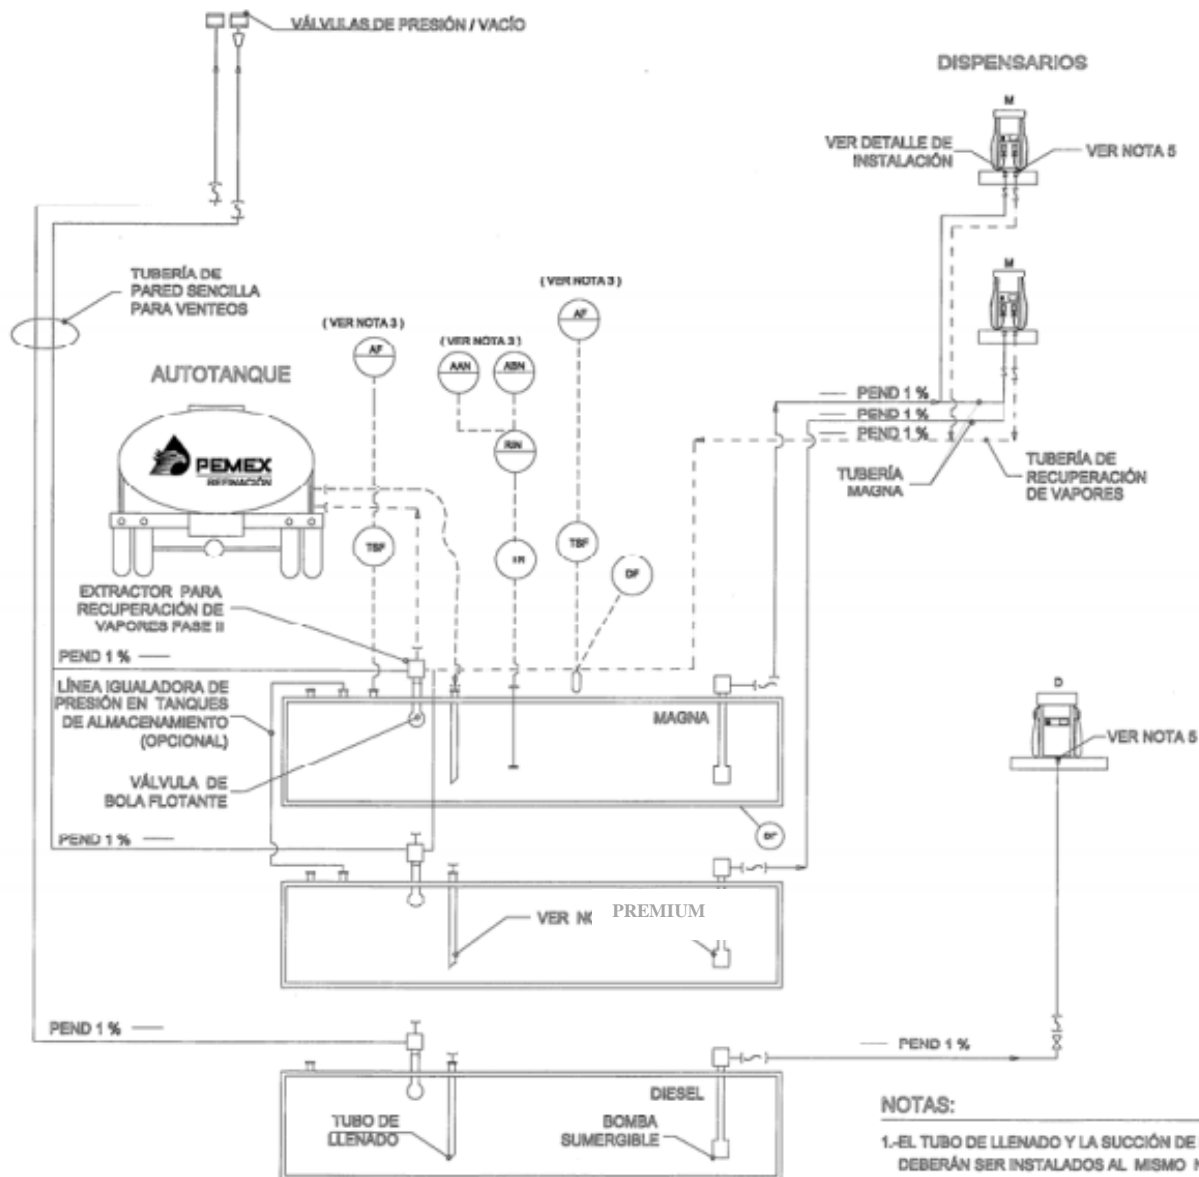 VÁLVULAS DE PRESIÓN / VACÍO
DISPENSARIOS
M
VER DETALLE DE
INSTALACIÓN
VER NOTA 5
M
TUBERÍA DE
PARED SENCILLA
PARA VENTEOS
( VER NOTA 3 )
( VER NOTA 3 )
( VER NOTA 3 )
AF
AF
AAN
ABN
AUTOTANQUE
PEMEX
REFINACIÓN
PEND 1 %
PEND 1 %
PEND 1 %
TUBERÍA
MAGNA
TUBERÍA DE
RECUPERACIÓN
DE VAPORES
TSF
TSF
DF
EXTRACTOR PARA
RECUPERACIÓN DE
VAPORES FASE II
PEND 1 %
LÍNEA IGUALADORA DE
PRESIÓN EN TANQUES
DE ALMACENAMIENTO
(OPCIONAL)
MAGNA
VÁLVULA DE
BOLA FLOTANTE
D
VER NOTA 5
PEND 1 %
VER
PREMIUM
PEND 1 %
PEND 1 %
DIESEL
TUBO DE
LLENADO
BOMBA
SUMERGIBLE
NOTAS:
1.-EL TUBO DE LLENADO Y LA SUCCIÓN DE
DEBERÁN SER INSTALADOS AL MISMO